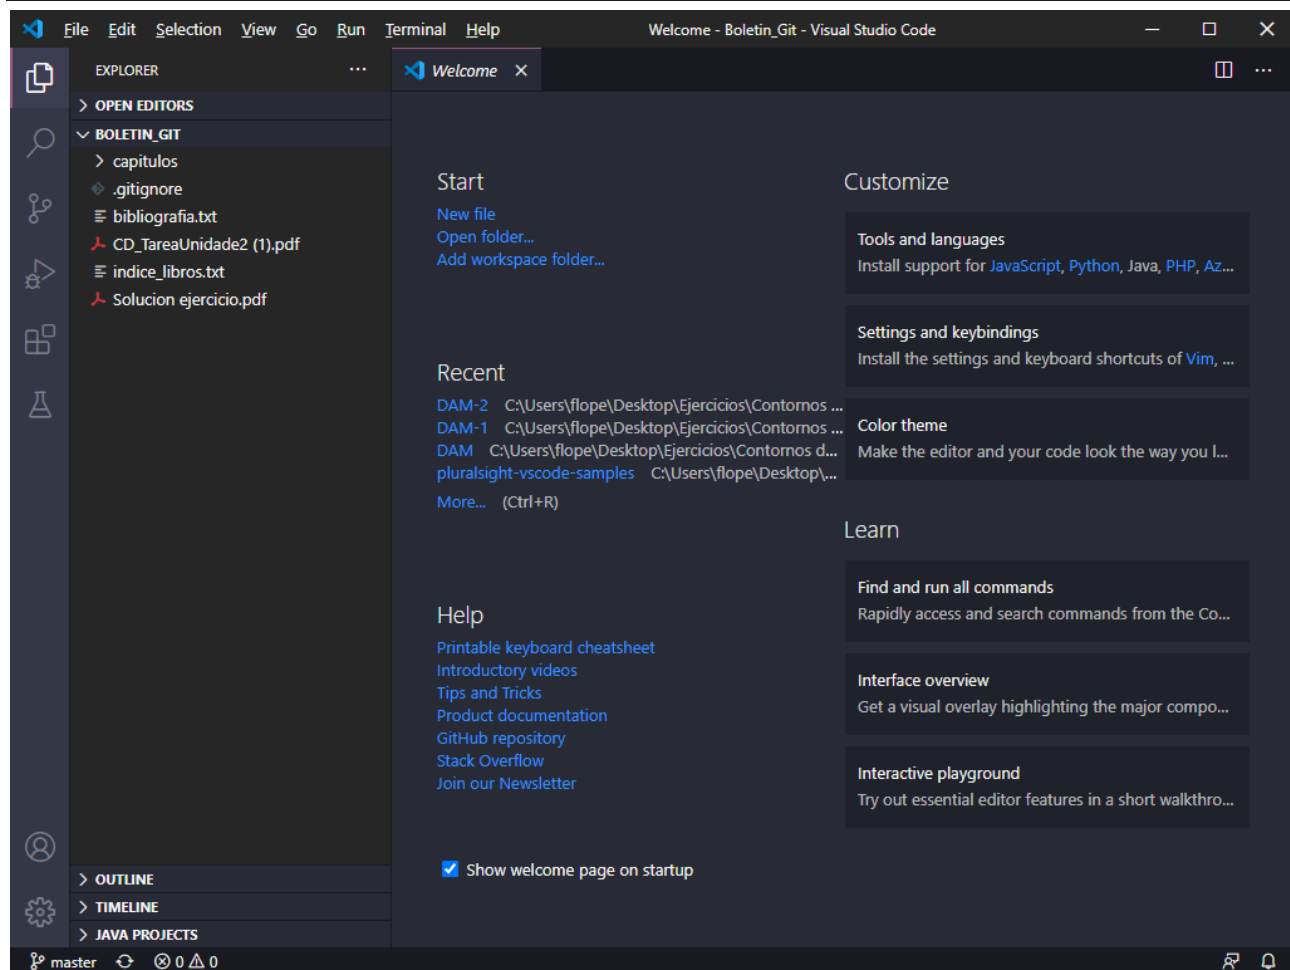 File Edit Selection View Go Run Terminal Help Welcome - Boletin_Git - Visual Studio Code
EXPLORER
Welcome
OPEN EDITORS
BOLETIN_GIT
capitulos
.gitignore
bibliografia.txt
CD_TareaUnidade2 (1).pdf
indice_libros.txt
Solucion ejercicio.pdf
OUTLINE
TIMELINE
JAVA PROJECTS
Start
New file
Open folder...
Add workspace folder...
Recent
DAM-2 C:\Users\flope\Desktop\Ejercicios\Contornos ...
DAM-1 C:\Users\flope\Desktop\Ejercicios\Contornos ...
DAM C:\Users\flope\Desktop\Ejercicios\Contornos d...
pluralsight-vscode-samples C:\Users\flope\Desktop\...
More... (Ctrl+R)
Help
Printable keyboard cheatsheet
Introductory videos
Tips and Tricks
Product documentation
GitHub repository
Stack Overflow
Join our Newsletter
Show welcome page on startup
Customize
Tools and languages
Install support for JavaScript, Python, Java, PHP, Az...
Settings and keybindings
Install the settings and keyboard shortcuts of Vim, ...
Color theme
Make the editor and your code look the way you l...
Learn
Find and run all commands
Rapidly access and search commands from the Co...
Interface overview
Get a visual overlay highlighting the major compo...
Interactive playground
Try out essential editor features in a short walkthro...
master 0 0